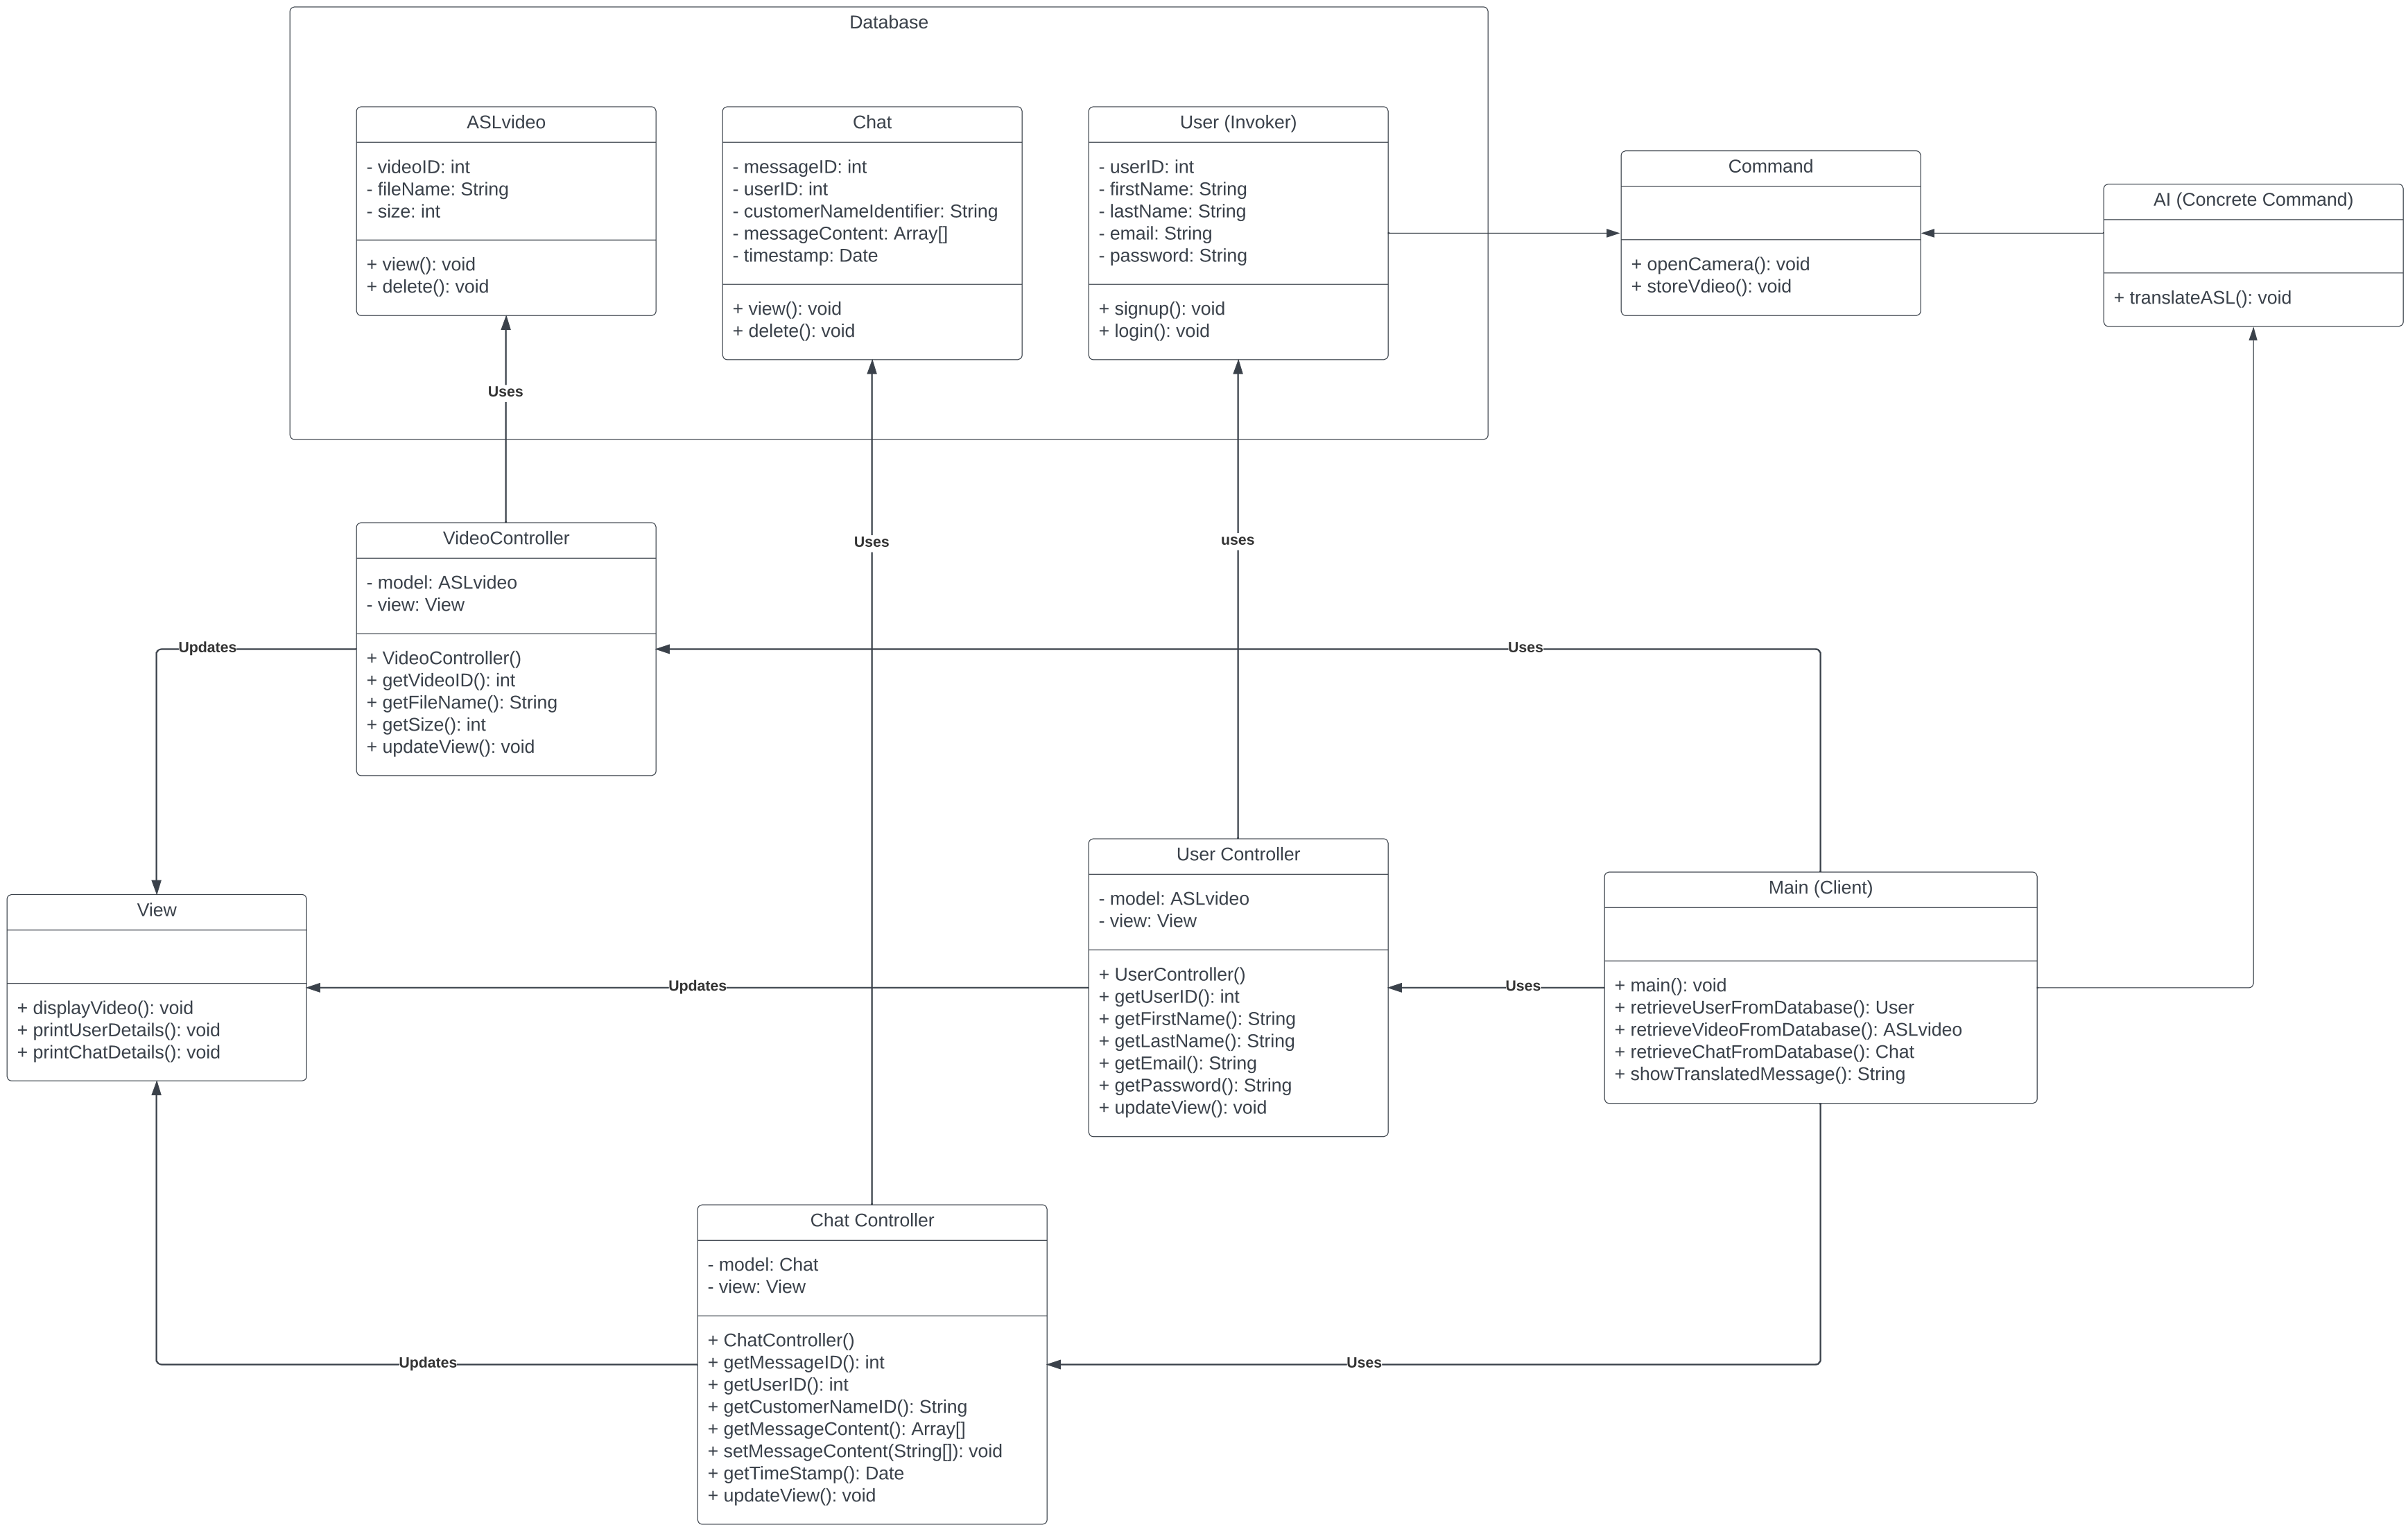 Database
ASLvideo
- videoID: int
- fileName: String
- size: int
+ view(): void
+ delete(): void
Chat
- messageID: int
- userID: int
- customerNameIdentifier: String
- messageContent: Array[]
- timestamp: Date
+ view(): void
+ delete(): void
User (Invoker)
- userID: int
- firstName: String
- lastName: String
- email: String
- password: String
+ signup(): void
+ login(): void
Command
+ openCamera(): void
+ storeVdieo(): void
AI (Concrete Command)
+ translateASL(): void
Uses
Uses
uses
VideoController
- model: ASLvideo
- view: View
+ VideoController()
+ getVideoID(): int
+ getFileName(): String
+ getSize(): int
+ updateView(): void
Updates
Uses
View
+ displayVideo(): void
+ printUserDetails(): void
+ printChatDetails(): void
Updates
User Controller
- model: ASLvideo
- view: View
+ UserController()
+ getUserID(): int
+ getFirstName(): String
+ getLastName(): String
+ getEmail(): String
+ getPassword(): String
+ updateView(): void
Uses
Main (Client)
+ main(): void
+ retrieveUserFromDatabase(): User
+ retrieveVideoFromDatabase(): ASLvideo
+ retrieveChatFromDatabase(): Chat
+ showTranslatedMessage(): String
Chat Controller
- model: Chat
- view: View
+ ChatController()
+ getMessageID(): int
+ getUserID(): int
+ getCustomerNameID(): String
+ getMessageContent(): Array[]
+ setMessageContent(String[]): void
+ getTimeStamp(): Date
+ updateView(): void
Updates
Uses